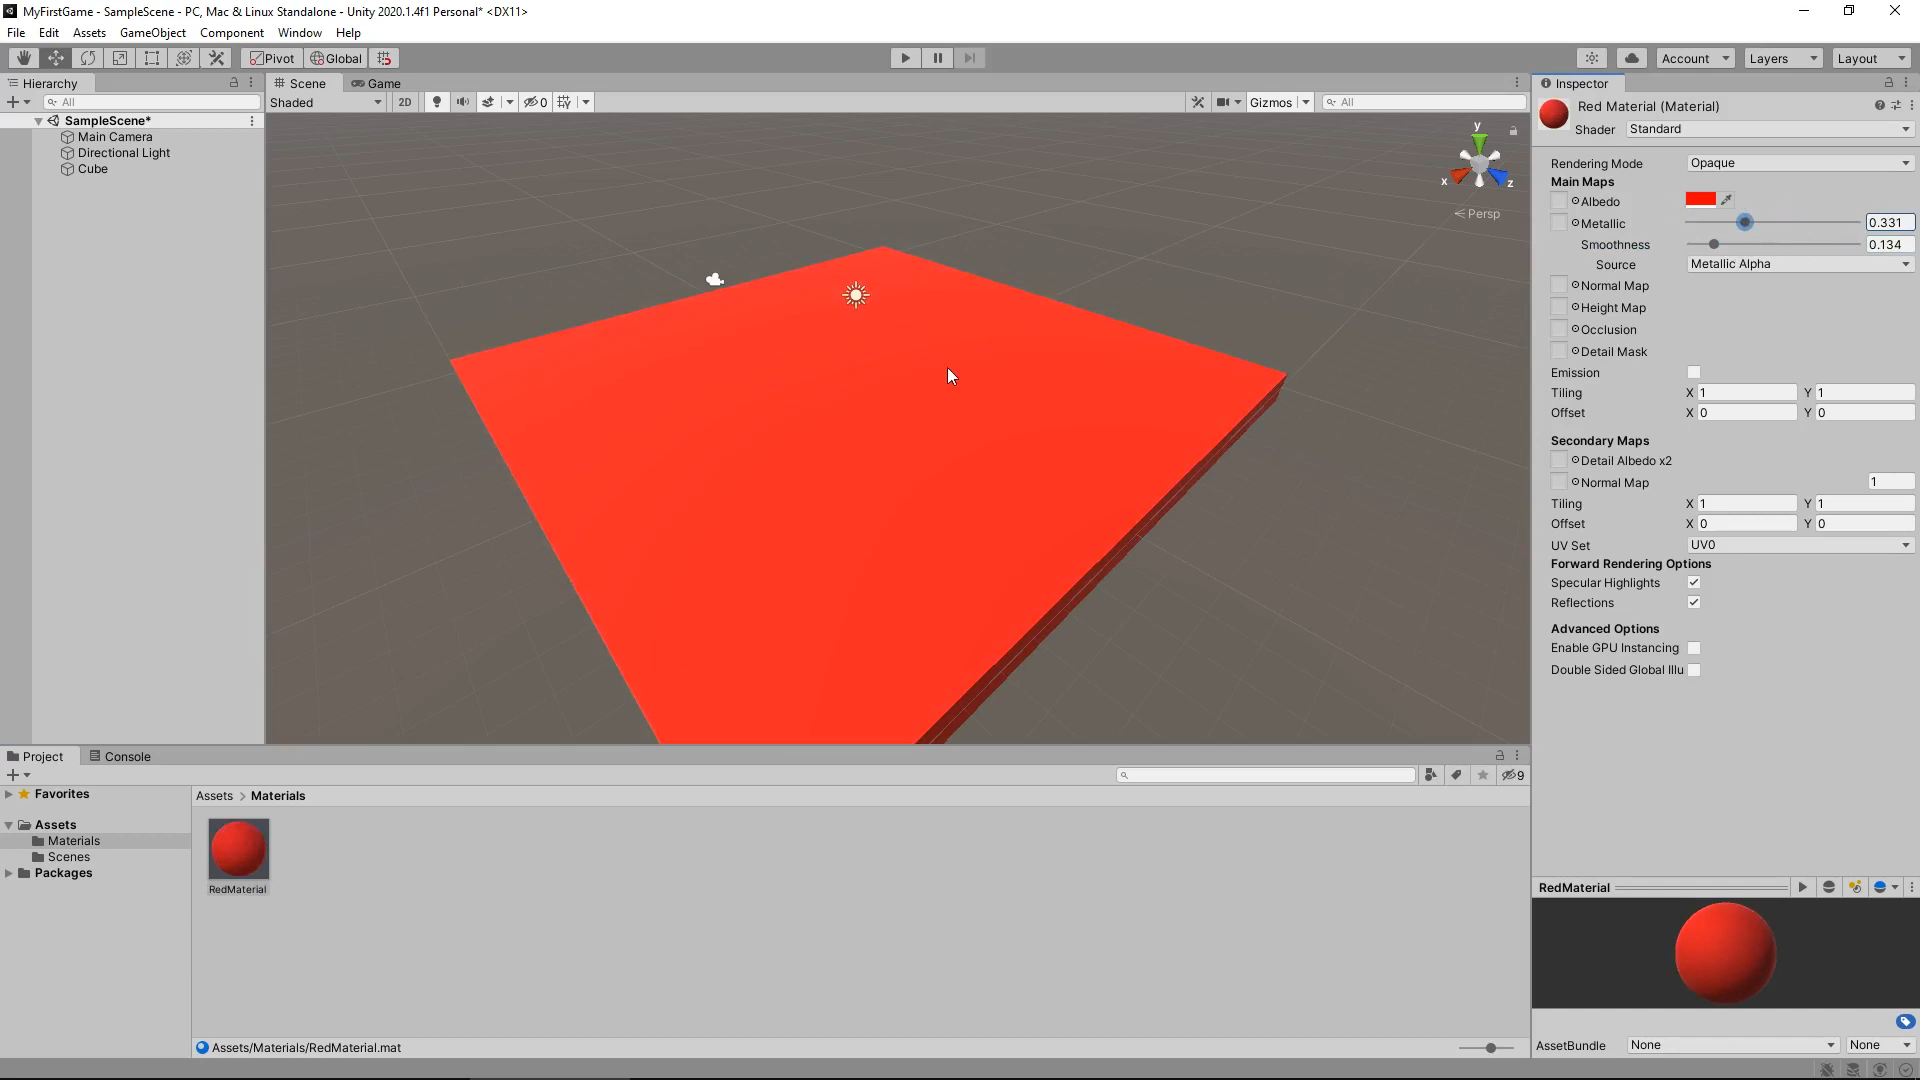 MyFirstGame - SampleScene - PC, Mac & Linux Standalone - Unity 2020.1.4f1 Personal* <DX11>
File Edit Assets GameObject Component Window Help
Pivot Global Account Layers Layout
Hierarchy
All
SampleScene*
Main Camera
Directional Light
Cube
Scene Game
Shaded 2D 0 Gizmos All
y
x
z
Persp
Inspector
Red Material (Material)
Shader Standard
Rendering Mode Opaque
Main Maps
Albedo
Metallic 0.331
Smoothness 0.134
Source Metallic Alpha
Normal Map
Height Map
Occlusion
Detail Mask
Emission
Tiling X 1 Y 1
Offset X 0 Y 0
Secondary Maps
Detail Albedo x2
Normal Map 1
Tiling X 1 Y 1
Offset X 0 Y 0
UV Set UV0
Forward Rendering Options
Specular Highlights
Reflections
Advanced Options
Enable GPU Instancing
Double Sided Global Illu
Project Console
9
Favorites
Assets
Materials
Scenes
Packages
Assets > Materials
RedMaterial
Assets/Materials/RedMaterial.mat
RedMaterial
AssetBundle None None